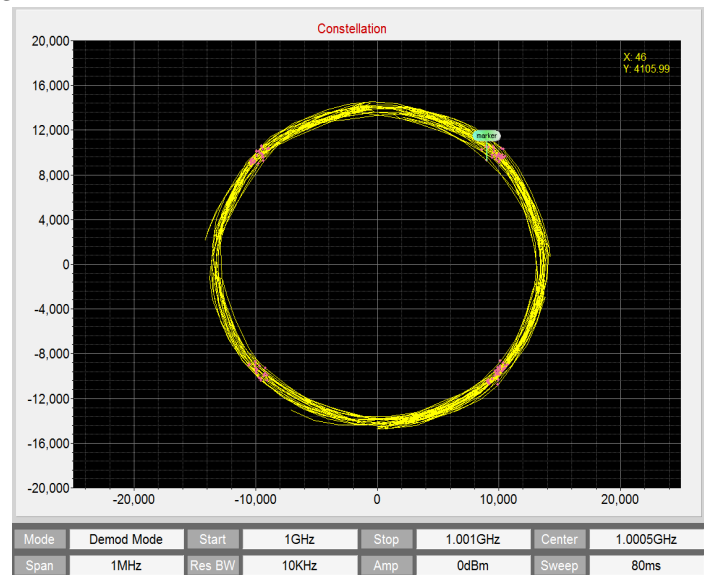 Constellation
X: 46
Y: 4105.99
marker
20,000
16,000
12,000
8,000
4,000
0
-4,000
-8,000
-12,000
-16,000
-20,000
-20,000 -10,000 0 10,000 20,000
Mode Demod Mode Start 1GHz Stop 1.001GHz Center 1.0005GHz
Span 1MHz Res BW 10KHz Amp 0dBm Sweep 80ms